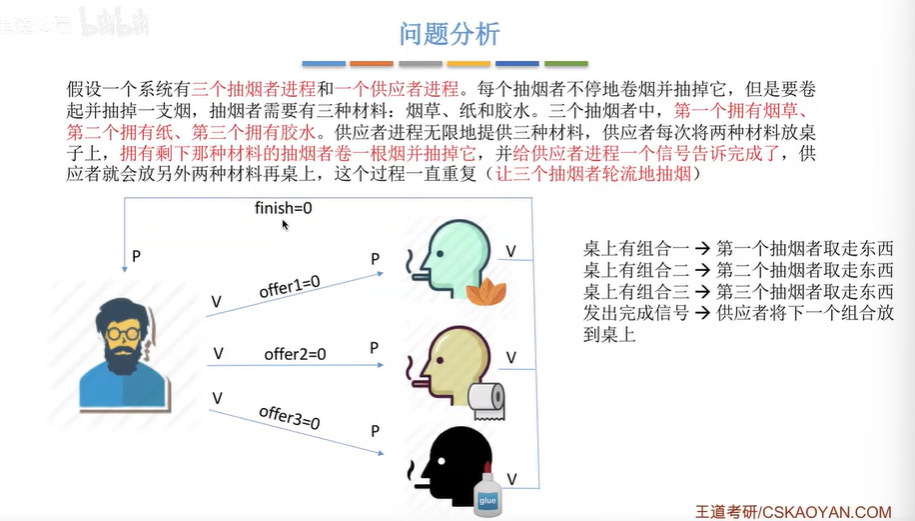 王道论坛 bilibili
问题分析
假设一个系统有三个抽烟者进程和一个供应者进程。每个抽烟者不停地卷烟并抽掉它，但是要卷
起并抽掉一支烟，抽烟者需要有三种材料：烟草、纸和胶水。三个抽烟者中，第一个拥有烟草、
第二个拥有纸、第三个拥有胶水。供应者进程无限地提供三种材料，供应者每次将两种材料放桌
子上，拥有剩下那种材料的抽烟者卷一根烟并抽掉它，并给供应者进程一个信号告诉完成了，供
应者就会放另外两种材料再桌上，这个过程一直重复（让三个抽烟者轮流地抽烟）
finish=0
P
V
offer1=0
P
V
V
offer2=0
P
V
V
offer3=0
P
V
glue
桌上有组合一 → 第一个抽烟者取走东西
桌上有组合二 → 第二个抽烟者取走东西
桌上有组合三 → 第三个抽烟者取走东西
发出完成信号 → 供应者将下一个组合放
到桌上
王道考研/CSKAOYAN.COM